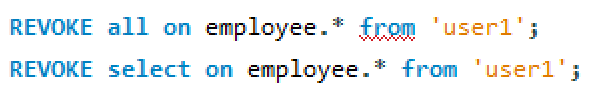 REVOKE all on employee.* from 'user1';
REVOKE select on employee.* from 'user1';